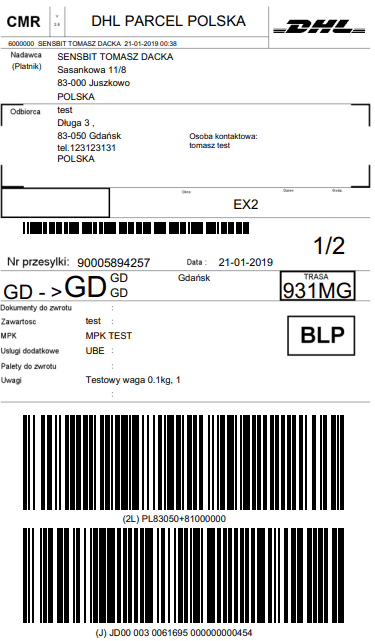 CMR
V
DHL PARCEL POLSKA
DHL
6000000 SENSBIT TOMASZ DACKA 21-01-2019 00:38
Nadawca
(Płatnik)
SENSBIT TOMASZ DACKA
Sasankowa 11/8
83-000 Juszkowo
POLSKA
Odbiorca
test
Długa 3 ,
83-050 Gdańsk
tel.123123131
POLSKA
Osoba kontaktowa:
tomasz test
EX2
1/2
Nr przesyłki: 90005894257 Data : 21-01-2019
GD - >GD
GD
GD
Gdańsk
TRASA
931MG
Dokumenty do zwrotu :
Zawartosc test :
MPK MPK TEST
Usługi dodatkowe UBE :
Palety do zwrotu :
Uwagi Testowy waga 0.1kg, 1
:
BLP
(2L) PL83050+81000000
(J) JD00 003 0061695 000000000454